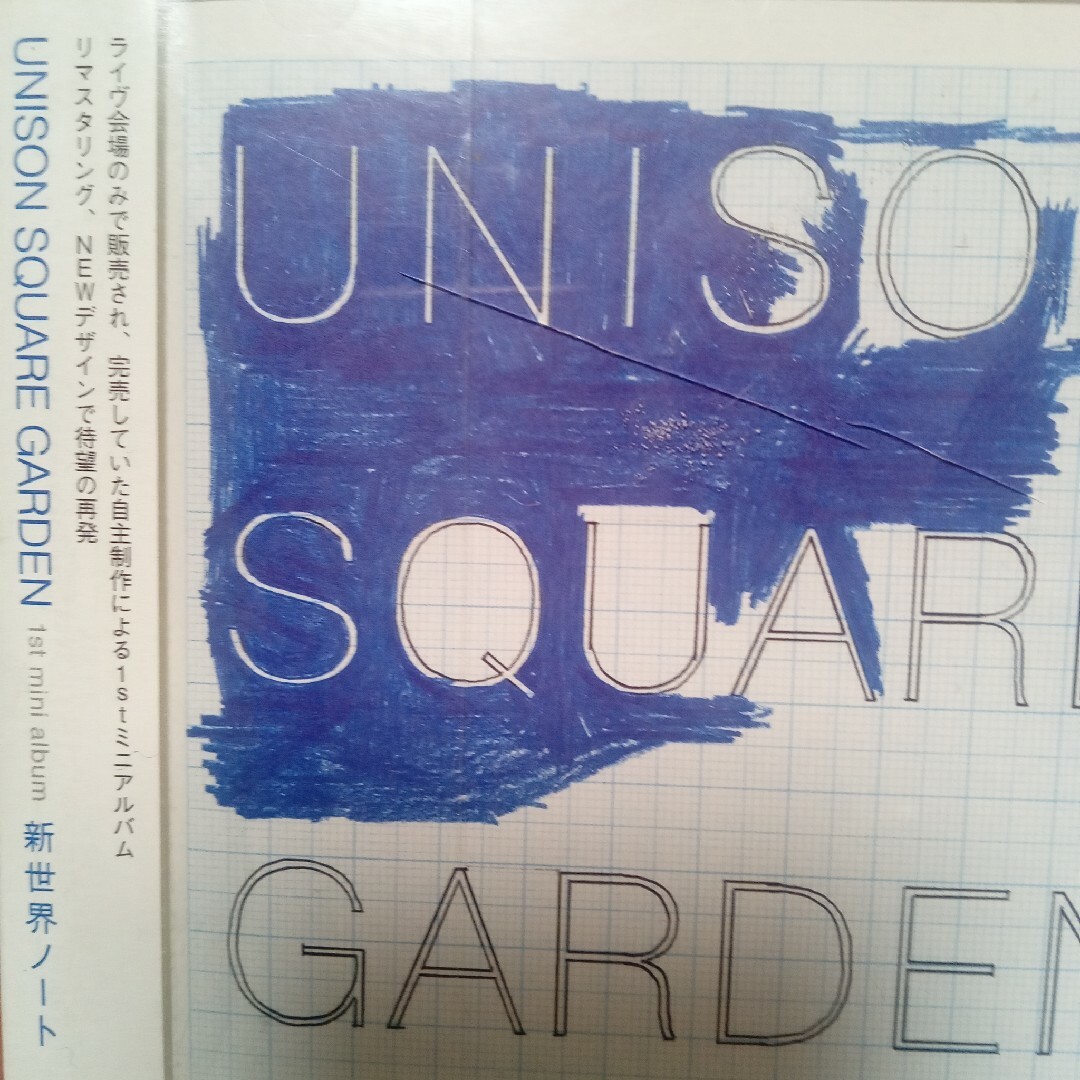 ライヴ会場のみで販売され、完売していた自主制作による1stミニアルバム
リマスタリング、NEWデザインで待望の再発
UNISON SQUARE GARDEN 1st mini album 新世界ノート
UNISO
SQUAR
GARDEN